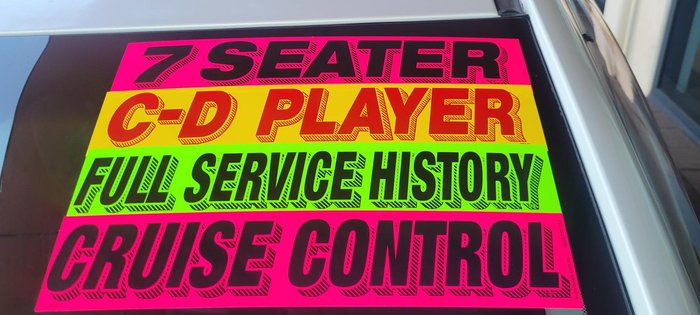 7 SEATER
C-D PLAYER
FULL SERVICE HISTORY
CRUISE CONTROL